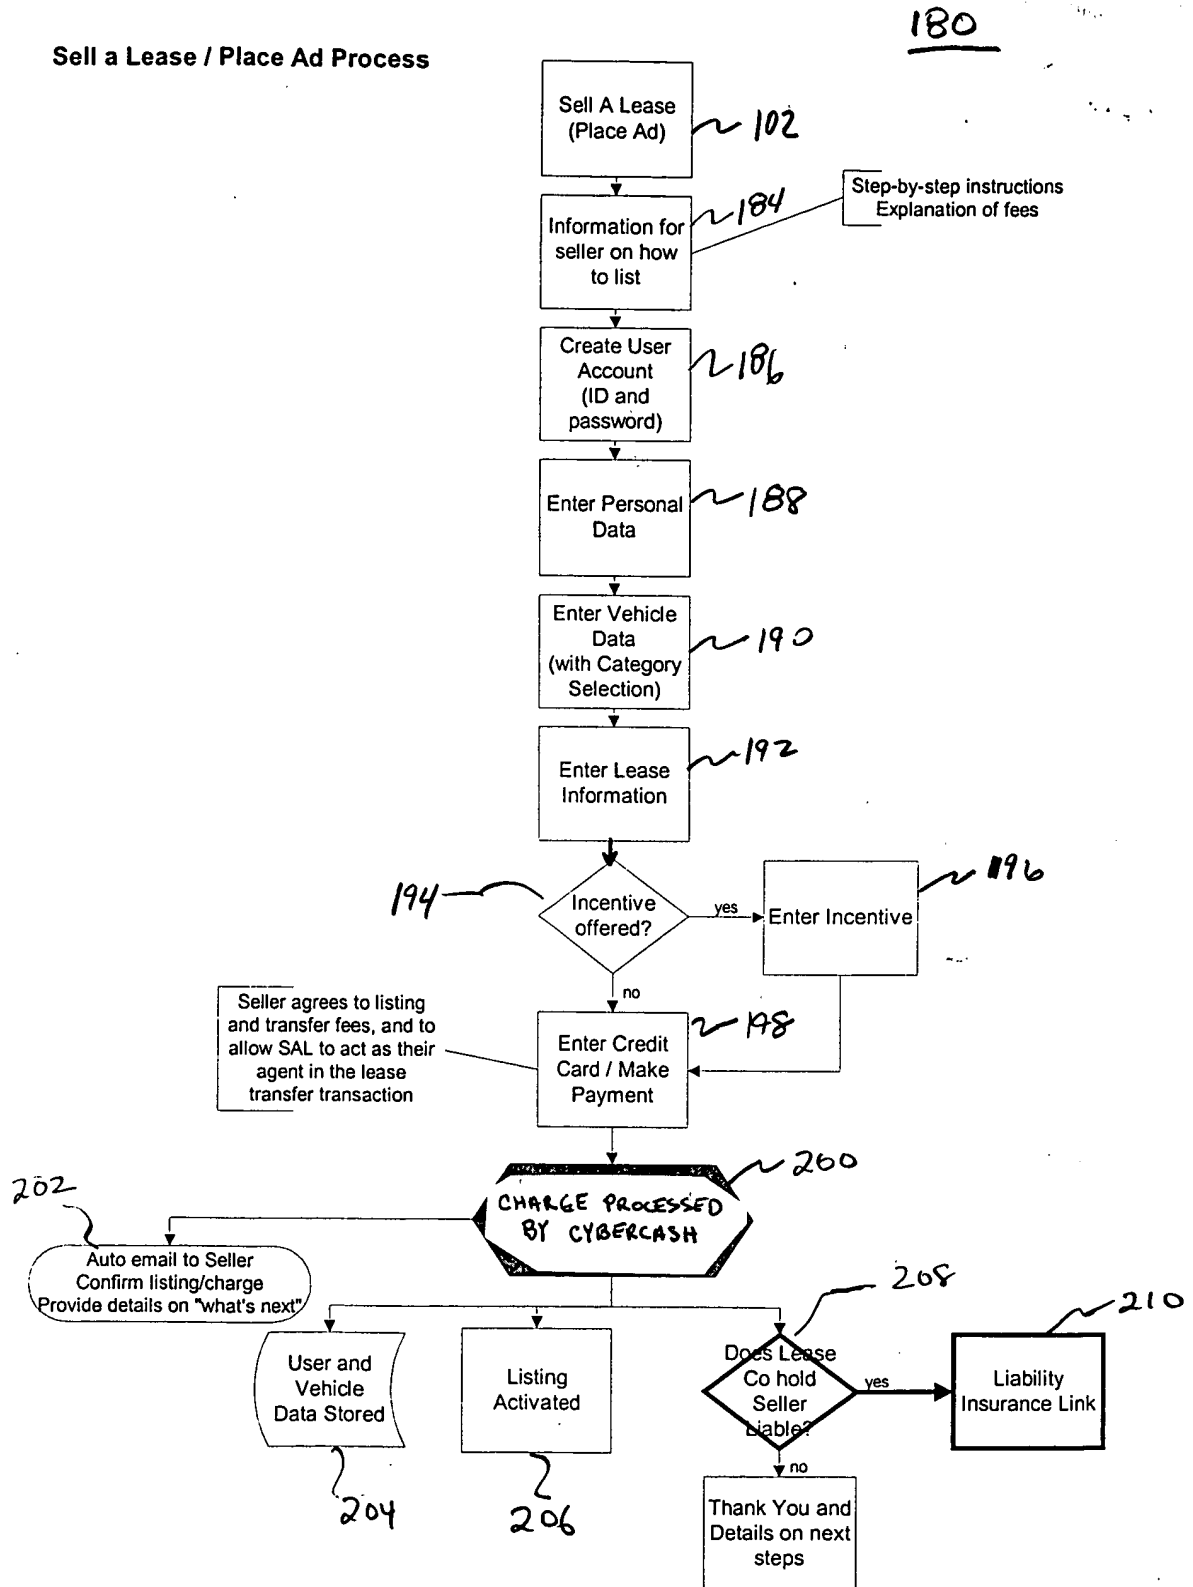 180
Sell a Lease / Place Ad Process
Sell A Lease
(Place Ad)
102
Information for
seller on how
to list
184
Step-by-step instructions
Explanation of fees
Create User
Account
(ID and
password)
186
Enter Personal
Data
188
Enter Vehicle
Data
(with Category
Selection)
190
Enter Lease
Information
192
194
Incentive
offered?
yes
Enter Incentive
196
no
Seller agrees to listing
and transfer fees, and to
allow SAL to act as their
agent in the lease
transfer transaction
Enter Credit
Card / Make
Payment
198
CHARGE PROCESSED
BY CYBERCASH
200
202
Auto email to Seller
Confirm listing/charge
Provide details on "what's next"
User and
Vehicle
Data Stored
204
Listing
Activated
206
Does Lease
Co hold
Seller
Liable?
208
yes
Liability
Insurance Link
210
no
Thank You and
Details on next
steps